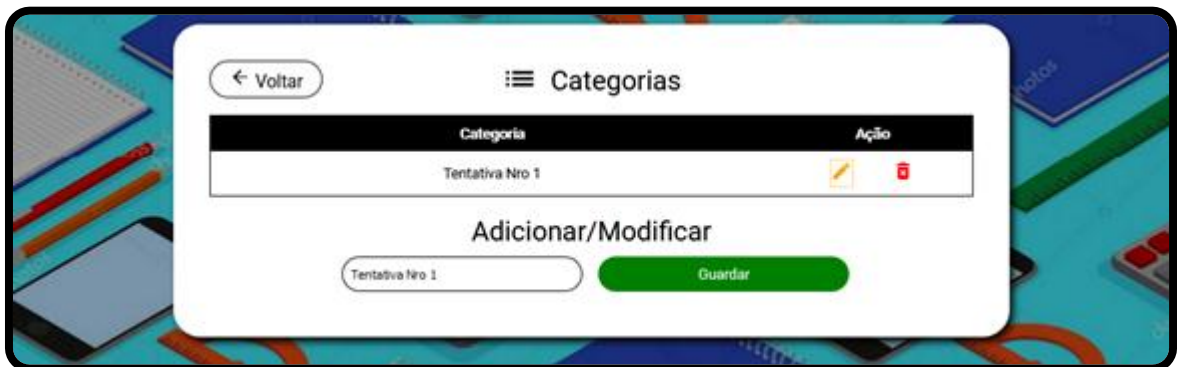 Voltar
Categorias
Categoria Ação
Tentativa Nro 1
Adicionar/Modificar
Tentativa Nro 1
Guardar